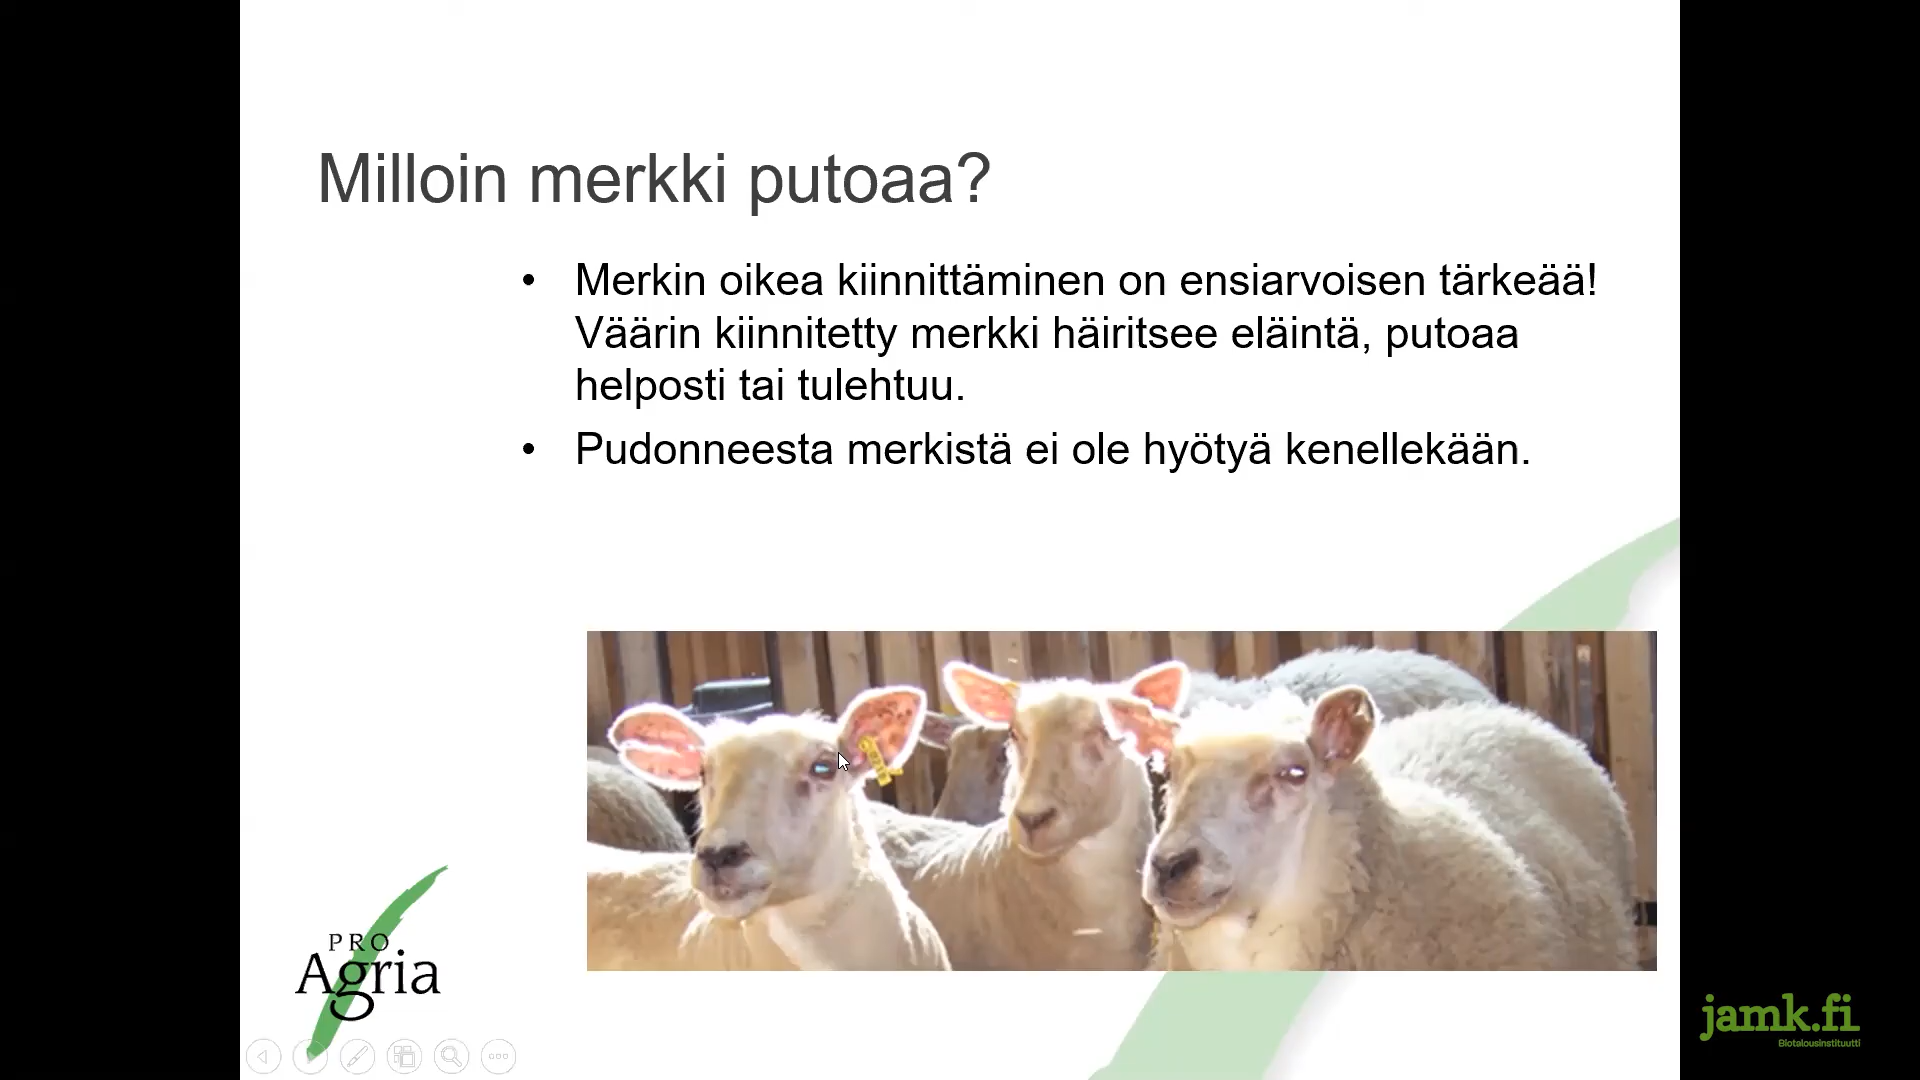 Milloin merkki putoaa?
• Merkin oikea kiinnittäminen on ensiarvoisen tärkeää!
Väärin kiinnitetty merkki häiritsee eläintä, putoaa
helposti tai tulehtuu.
• Pudonneesta merkistä ei ole hyötyä kenellekään.
PRO
Agria
jamk.fi
Biotalousinstituutti